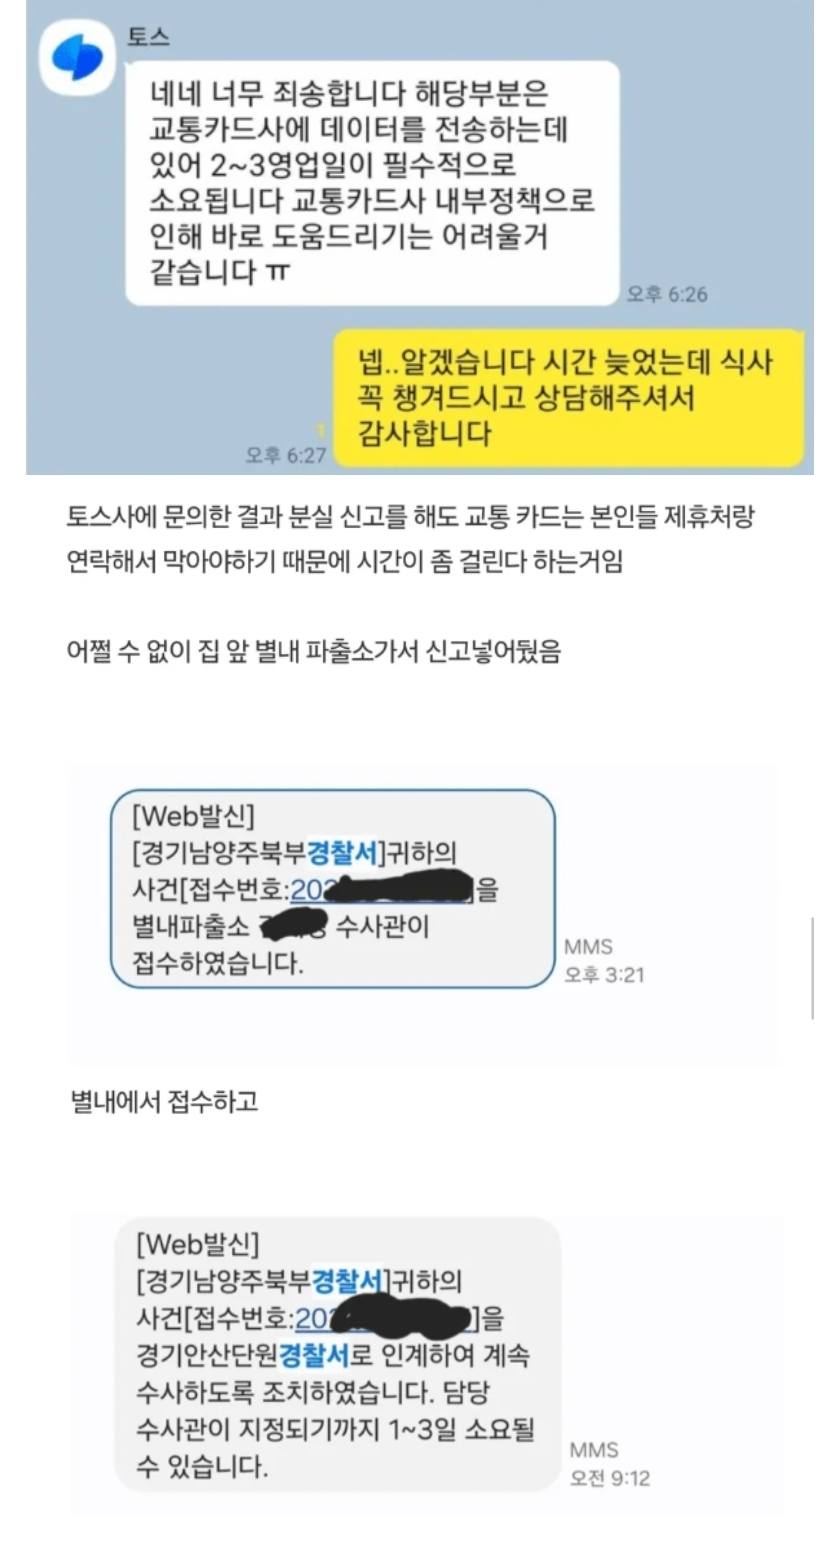 토스
네네 너무 죄송합니다 해당부분은
교통카드사에 데이터를 전송하는데
있어 2~3영업일이 필수적으로
소요됩니다 교통카드사 내부정책으로
인해 바로 도움드리기는 어려울거
같습니다 ㅠ
오후 6:26
넵..알겠습니다 시간 늦었는데 식사
꼭 챙겨드시고 상담해주셔서
감사합니다
1
오후 6:27
토스사에 문의한 결과 분실 신고를 해도 교통 카드는 본인들 제휴처랑
연락해서 막아야하기 때문에 시간이 좀 걸린다 하는거임
어쩔 수 없이 집 앞 별내 파출소가서 신고넣어뒀음
[Web발신]
[경기남양주북부경찰서]귀하의
사건[접수번호:202 ]을
별내파출소 수사관이
접수하였습니다.
MMS
오후 3:21
별내에서 접수하고
[Web발신]
[경기남양주북부경찰서]귀하의
사건[접수번호:202 ]을
경기안산단원경찰서로 인계하여 계속
수사하도록 조치하였습니다. 담당
수사관이 지정되기까지 1~3일 소요될
수 있습니다.
MMS
오전 9:12